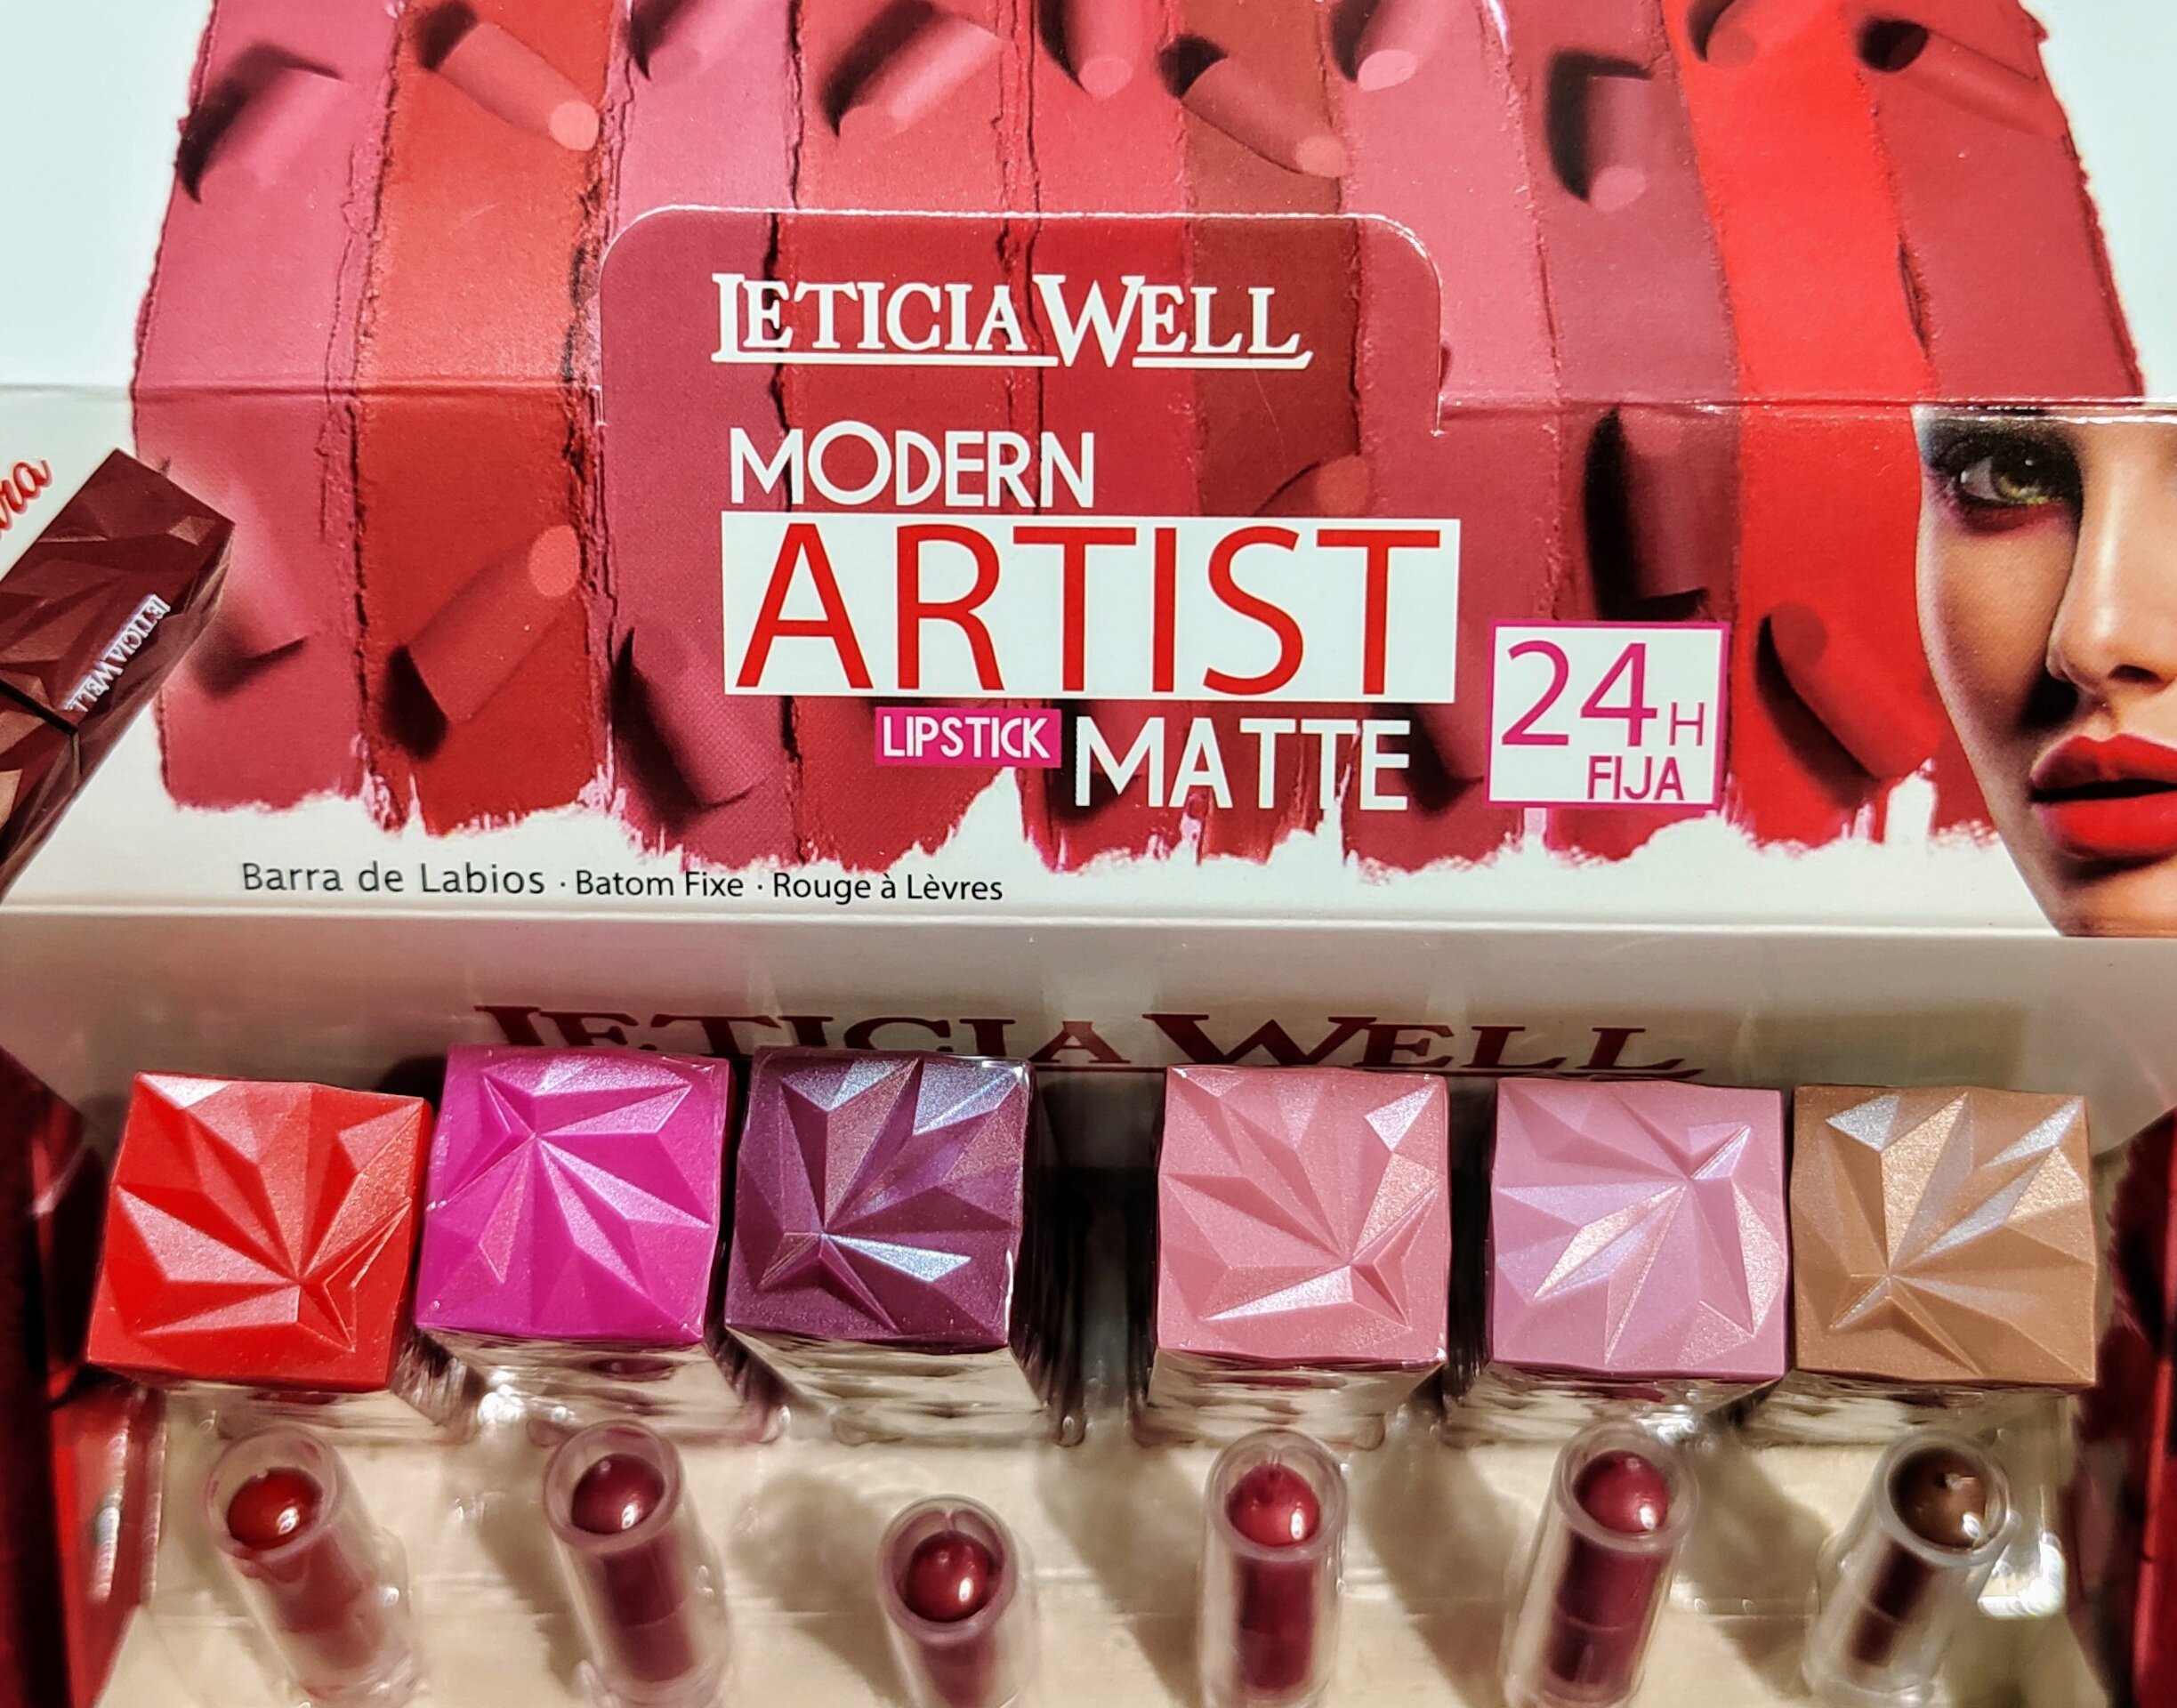 LETICIA WELL
MODERN
ARTIST
LIPSTICK MATTE
24H
FIJA
LETICIA WELL
Barra de Labios · Batom Fixe · Rouge à Lèvres
LETICIA WELL